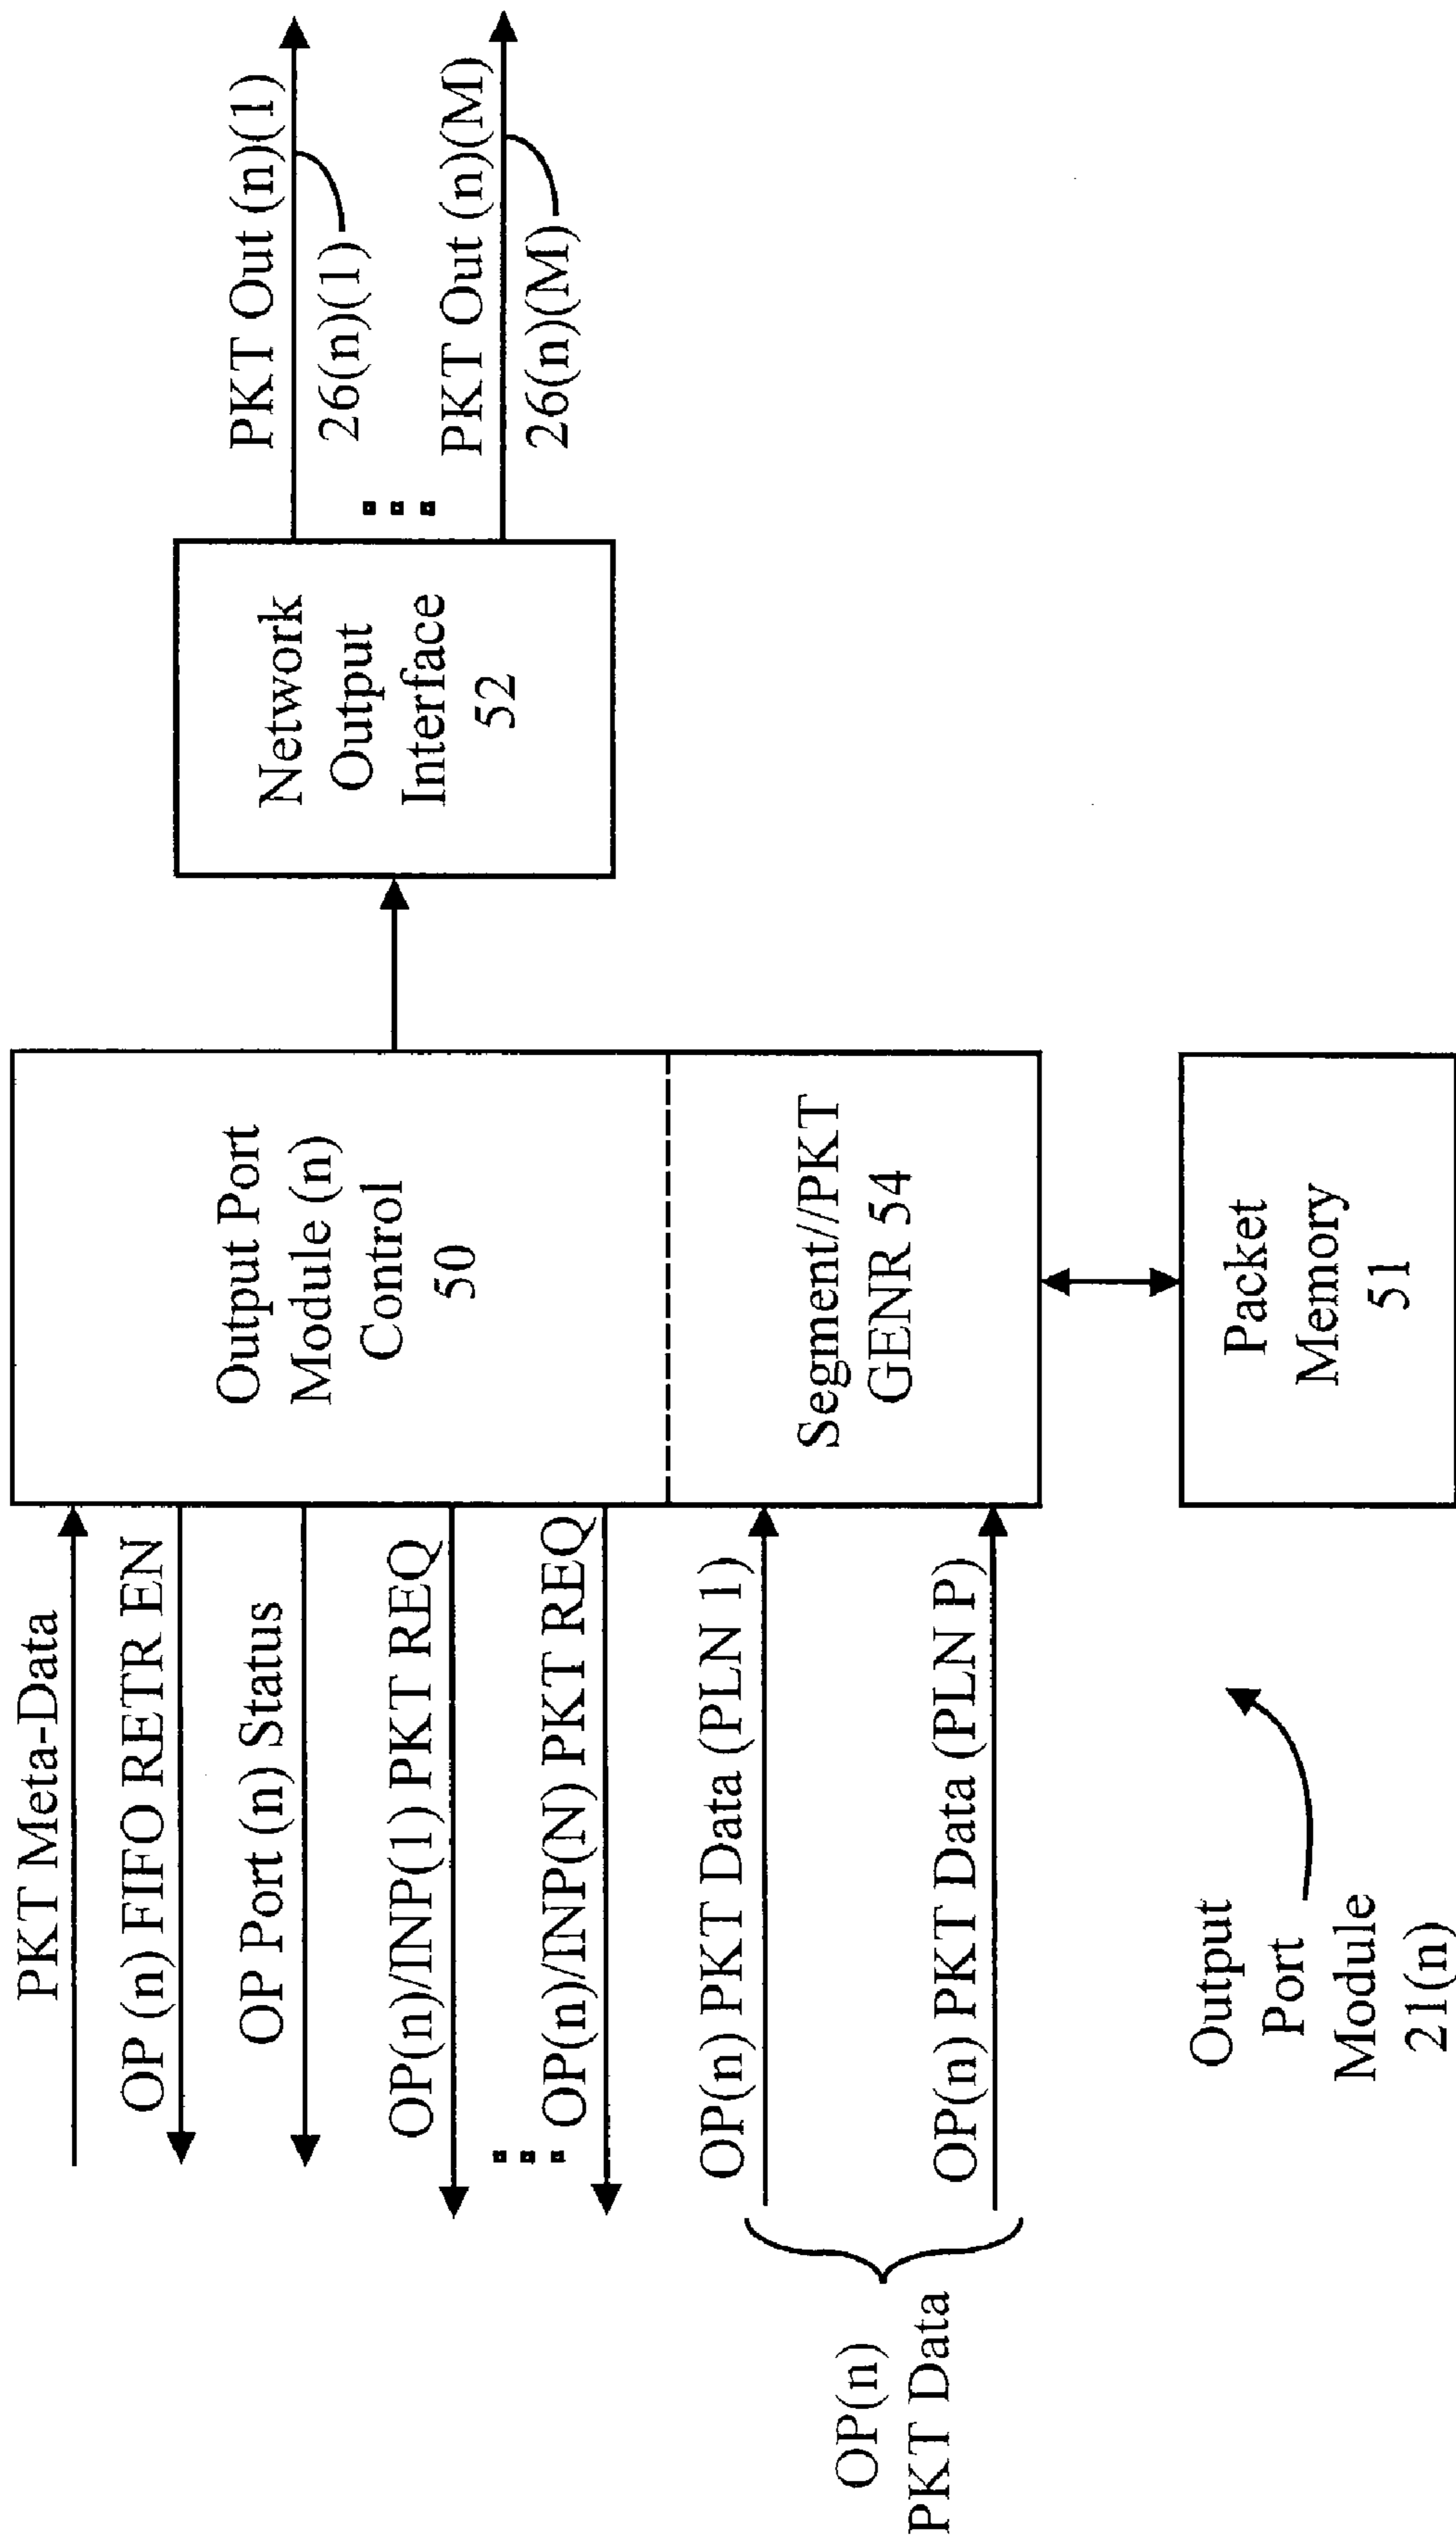 PKT Meta-Data
OP (n) FIFO RETR EN
OP Port (n) Status
OP(n)/INP(1) PKT REQ
OP(n)/INP(N) PKT REQ
OP(n) PKT Data (PLN 1)
OP(n) PKT Data (PLN P)
OP(n)
PKT Data
Output Port
Module (n)
Control
50
Segment//PKT
GENR 54
Packet
Memory
51
Network
Output
Interface
52
PKT Out (n)(1)
26(n)(1)
PKT Out (n)(M)
26(n)(M)
Output
Port
Module
21(n)